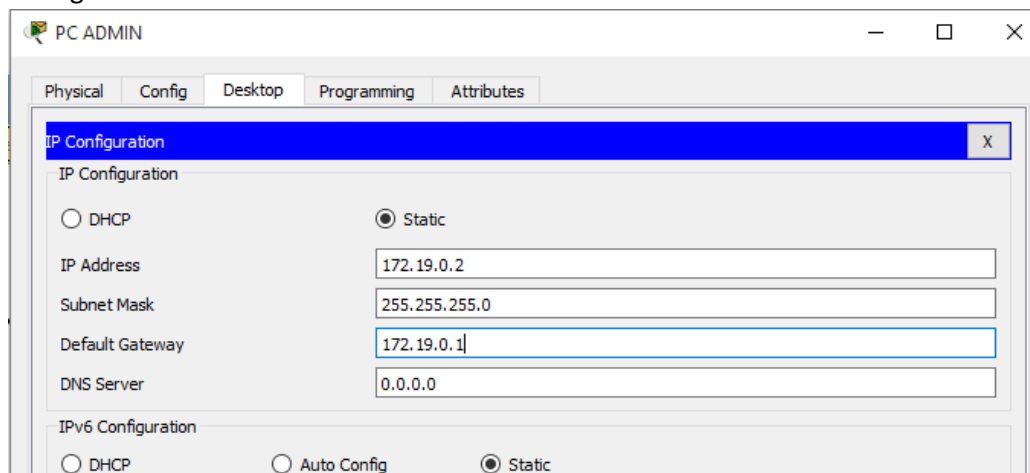 PC ADMIN
Physical Config Desktop Programming Attributes
IP Configuration X
IP Configuration
DHCP Static
IP Address 172.19.0.2
Subnet Mask 255.255.255.0
Default Gateway 172.19.0.1
DNS Server 0.0.0.0
IPv6 Configuration
DHCP Auto Config Static